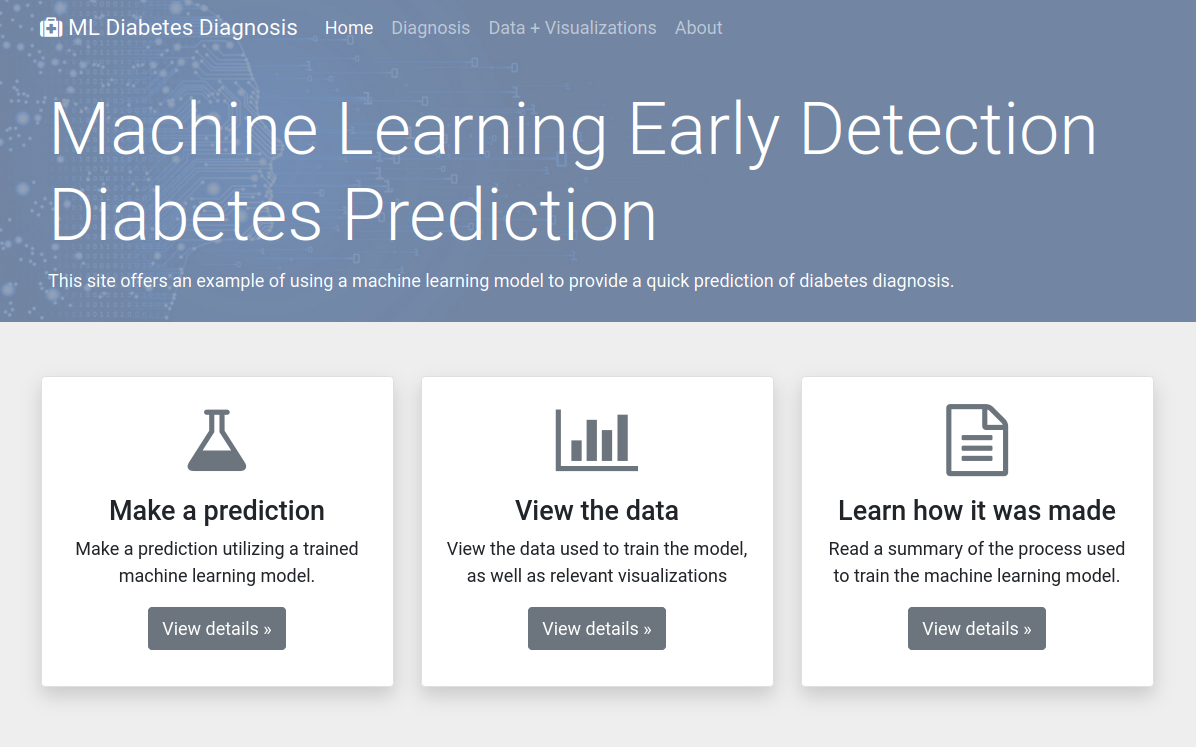 ML Diabetes Diagnosis Home Diagnosis Data + Visualizations About
Machine Learning Early Detection
Diabetes Prediction
This site offers an example of using a machine learning model to provide a quick prediction of diabetes diagnosis.
Make a prediction
Make a prediction utilizing a trained
machine learning model.
View details »
View the data
View the data used to train the model,
as well as relevant visualizations
View details »
Learn how it was made
Read a summary of the process used
to train the machine learning model.
View details »